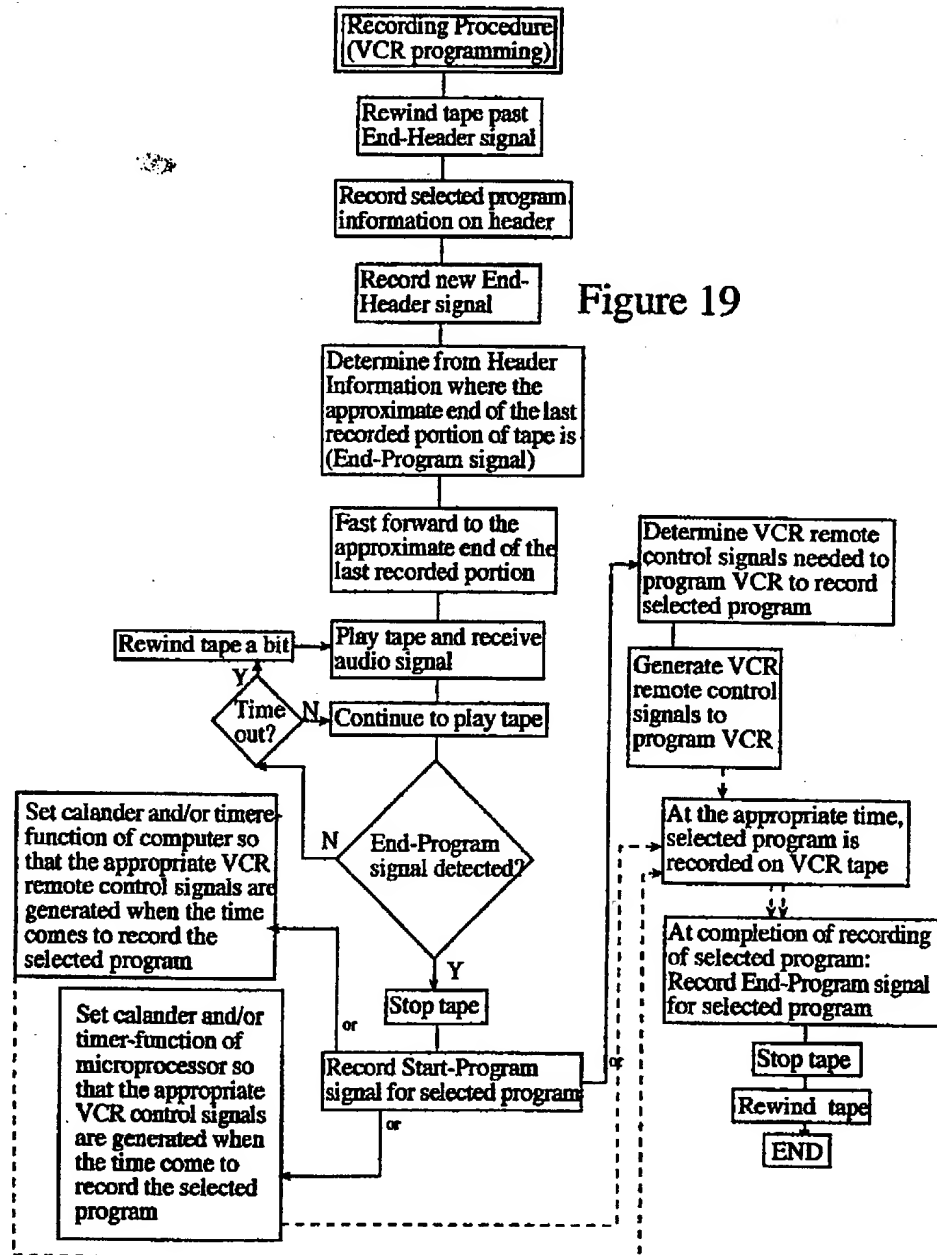 Recording Procedure
(VCR programming)
Rewind tape past
End-Header signal
Record selected program
information on header
Record new End-
Header signal
Figure 19
Determine from Header
Information where the
approximate end of the last
recorded portion of tape is
(End-Program signal)
Fast forward to the
approximate end of the
last recorded portion
Rewind tape a bit
Play tape and receive
audio signal
Y
Time
out?
N
Continue to play tape
N
End-Program
signal detected?
Y
Stop tape
Record Start-Program
signal for selected program
or
Set calander and/or timere-
function of computer so
that the appropriate VCR
remote control signals are
generated when the time
comes to record the
selected program
or
Set calander and/or
timer-function of
microprocessor so
that the appropriate
VCR control signals
are generated when
the time come to
record the selected
program
or
Determine VCR remote
control signals needed to
program VCR to record
selected program
Generate VCR
remote control
signals to
program VCR
At the appropriate time,
selected program is
recorded on VCR tape
At completion of recording
of selected program:
Record End-Program signal
for selected program
Stop tape
Rewind tape
END